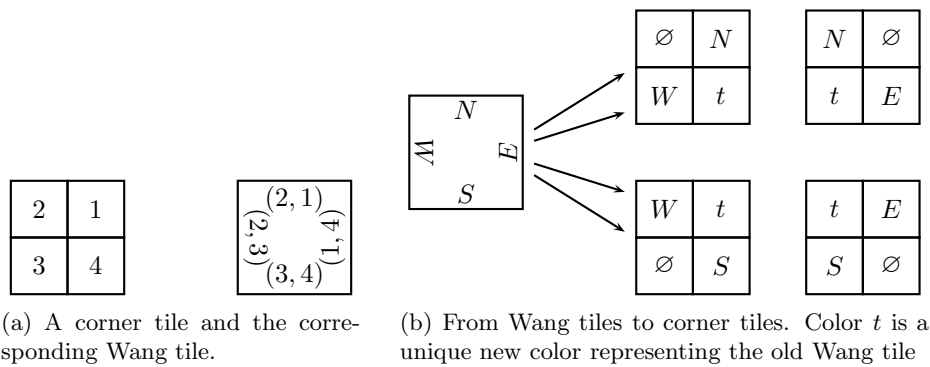 ∅ N
W t
N ∅
t E
N
W E
S
W t
∅ S
t E
S ∅
2 1
3 4
(2, 1)
(2, 3) (1, 4)
(3, 4)
(a) A corner tile and the corre-
sponding Wang tile.
(b) From Wang tiles to corner tiles. Color t is a
unique new color representing the old Wang tile